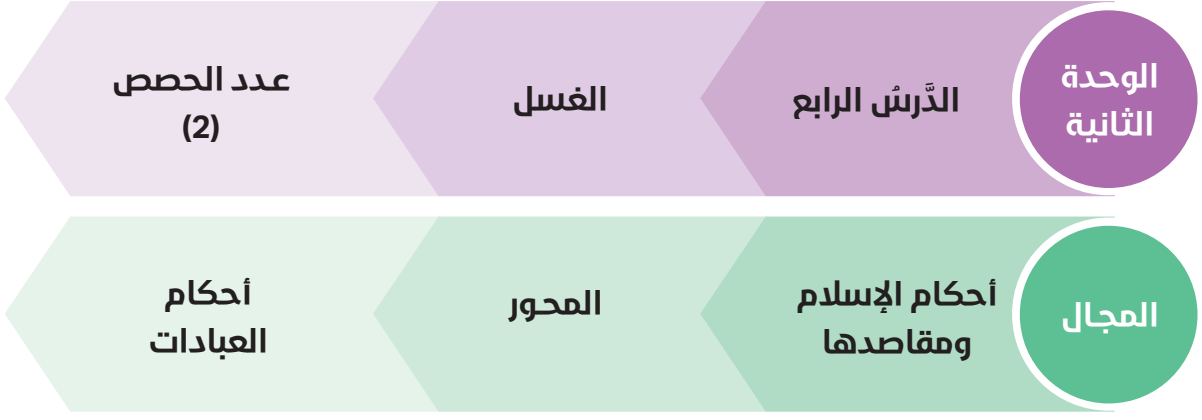 الوحدة
الثانية
الدَّرسُ الرابع
الغسل
عدد الحصص
(2)
المجال
أحكام الإسلام
ومقاصدها
المحور
أحكام
العبادات